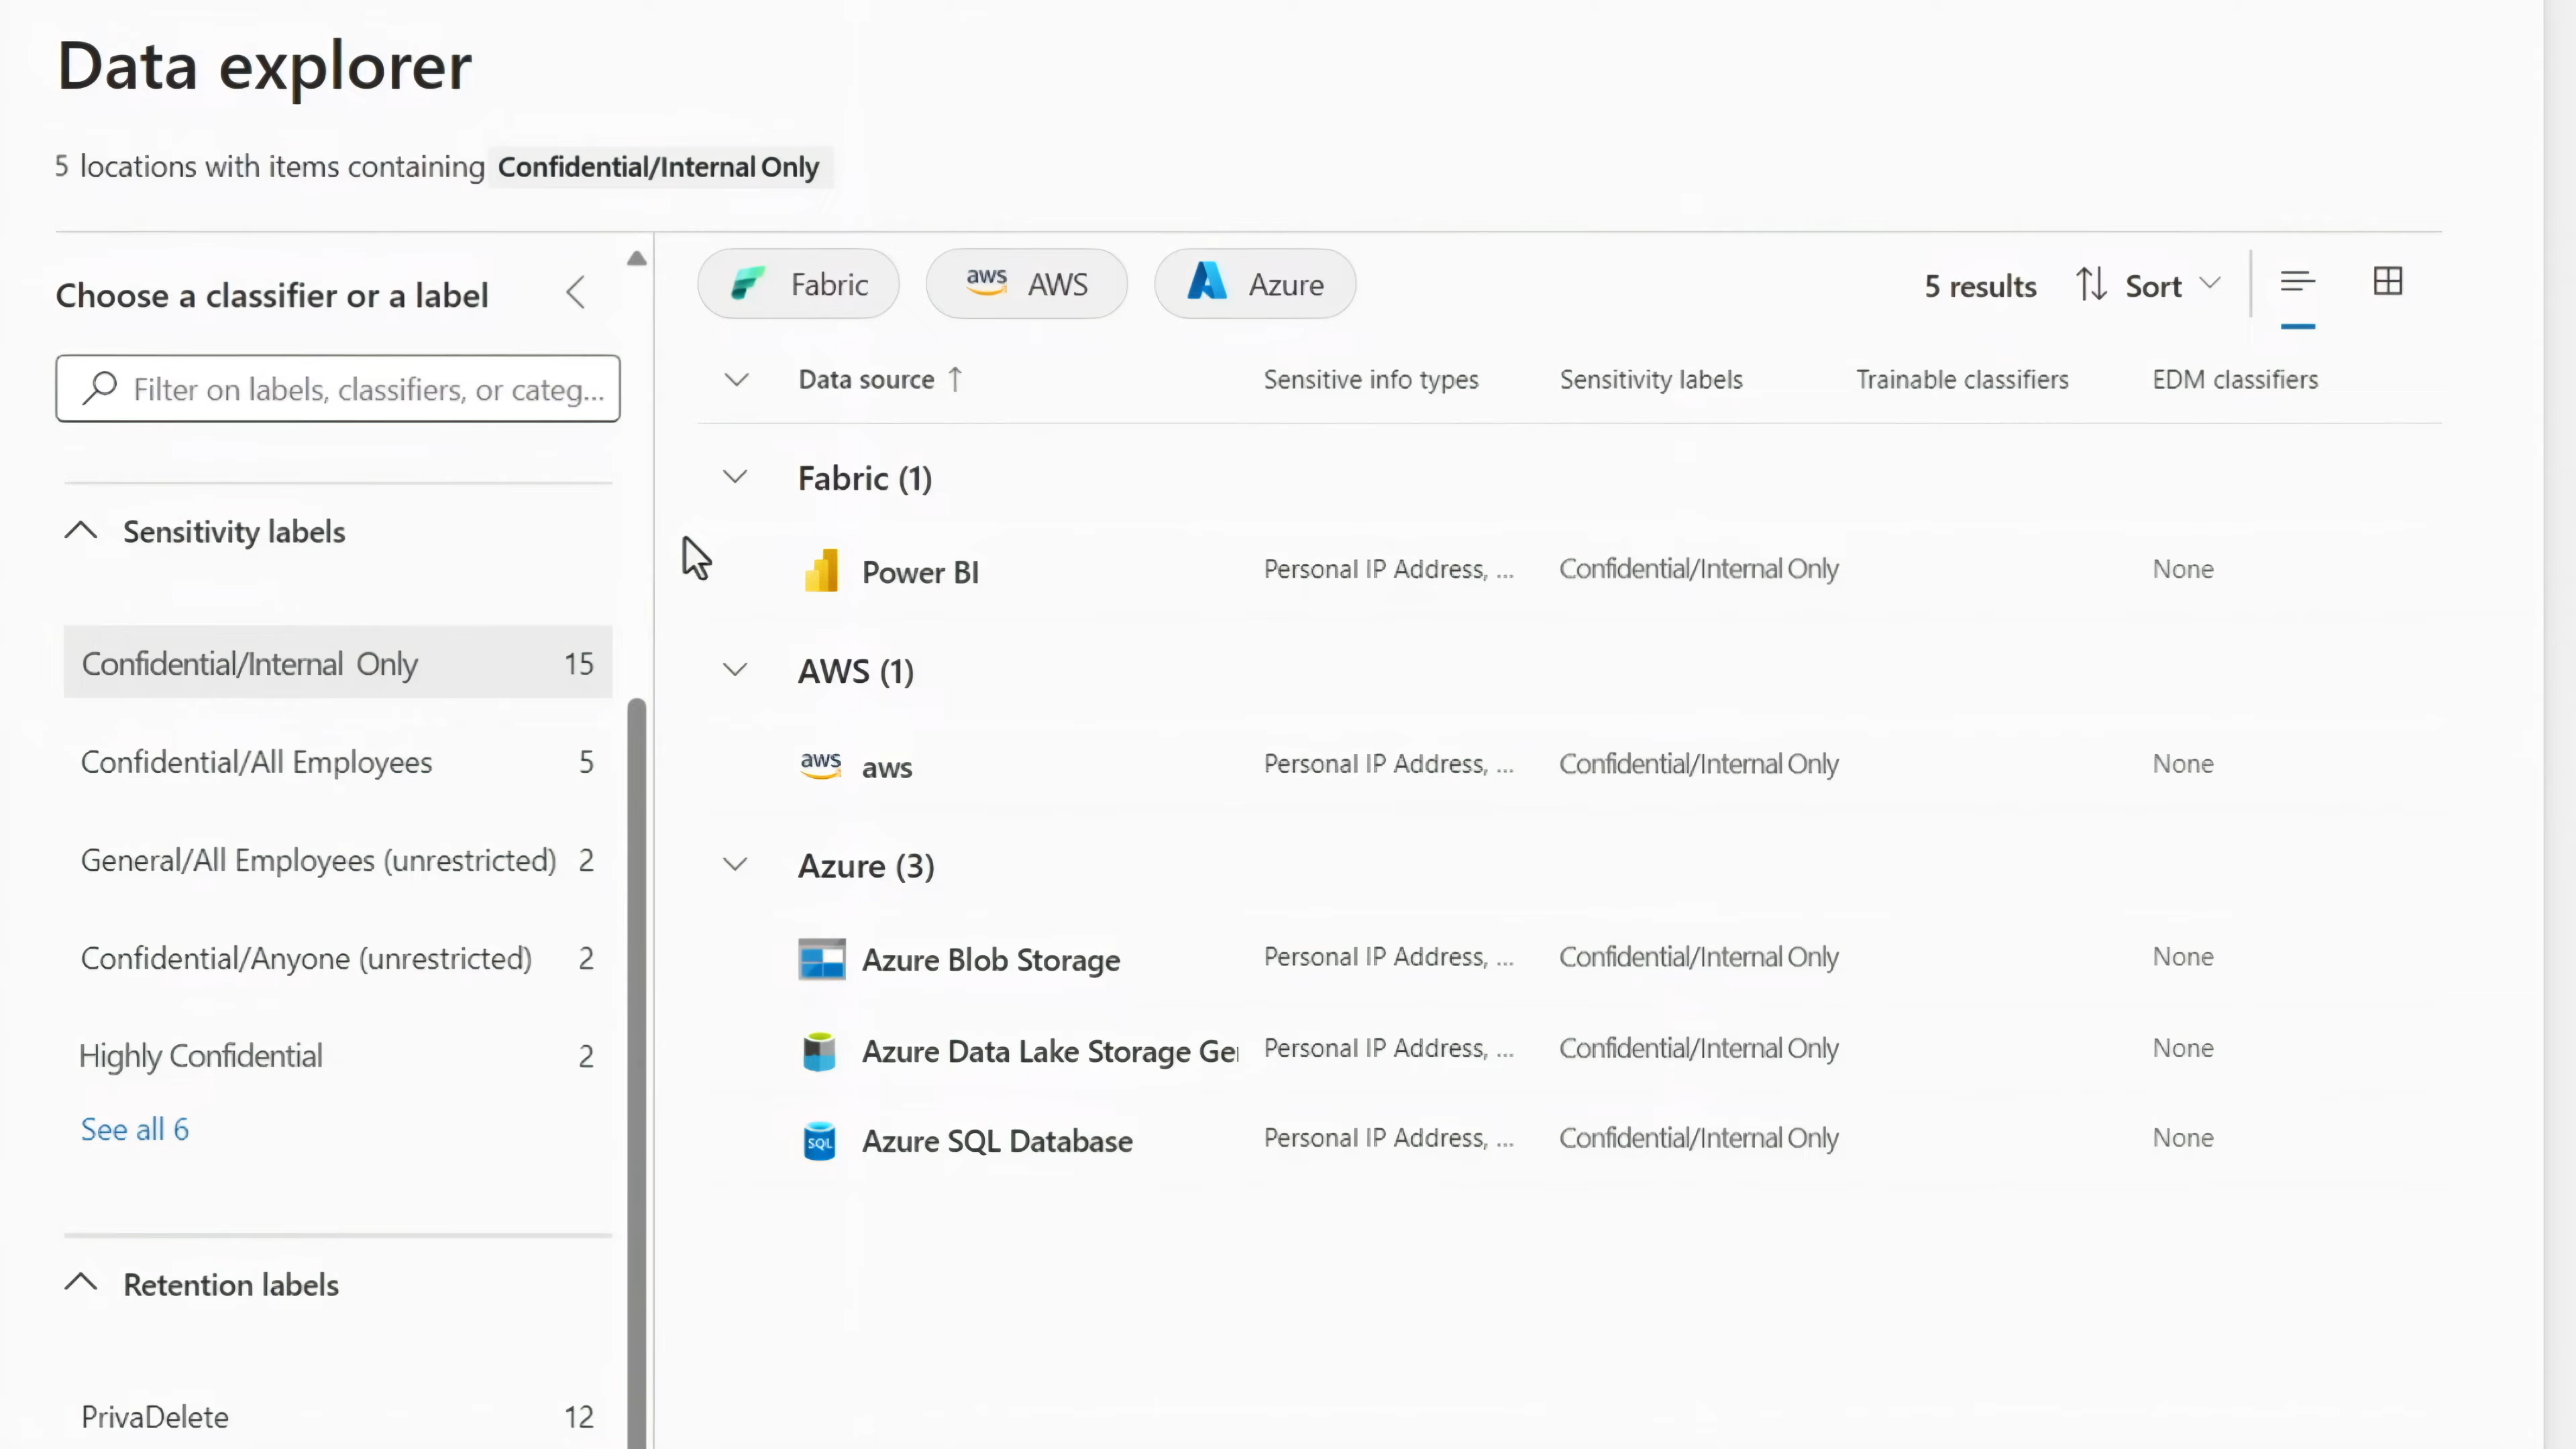 Data explorer
5 locations with items containing Confidential/Internal Only
Choose a classifier or a label
Filter on labels, classifiers, or categ...
Sensitivity labels
Confidential/Internal Only 15
Confidential/All Employees 5
General/All Employees (unrestricted) 2
Confidential/Anyone (unrestricted) 2
Highly Confidential 2
See all 6
Retention labels
PrivaDelete 12
Fabric aws AWS Azure 5 results Sort
Data source Sensitive info types Sensitivity labels Trainable classifiers EDM classifiers
Fabric (1)
Power BI Personal IP Address, ... Confidential/Internal Only None
AWS (1)
aws aws Personal IP Address, ... Confidential/Internal Only None
Azure (3)
Azure Blob Storage Personal IP Address, ... Confidential/Internal Only None
Azure Data Lake Storage Ge Personal IP Address, ... Confidential/Internal Only None
SQL Azure SQL Database Personal IP Address, ... Confidential/Internal Only None